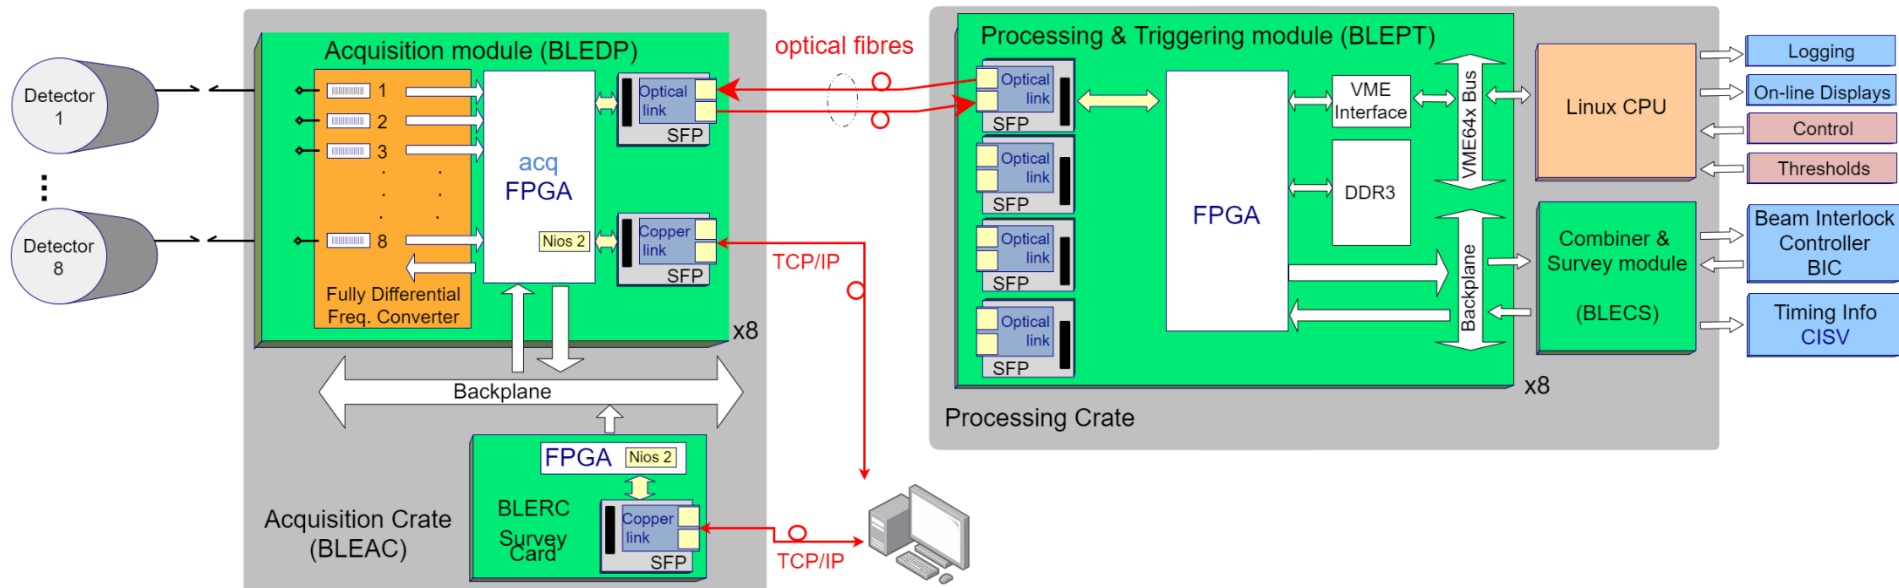 Detector
1
Detector
8
Acquisition module (BLEDP)
1
2
3
8
Fully Differential
Freq. Converter
acq
FPGA
Nios 2
Optical
link
SFP
Copper
link
SFP
x8
Backplane
FPGA
Nios 2
BLERC
Survey
Card
Copper
link
SFP
Acquisition Crate
(BLEAC)
optical fibres
TCP/IP
TCP/IP
Processing & Triggering module (BLEPT)
Optical
link
SFP
Optical
link
SFP
Optical
link
SFP
Optical
link
SFP
FPGA
VME
Interface
DDR3
VME64x Bus
Backplane
x8
Processing Crate
Linux CPU
Combiner &
Survey module
(BLECS)
Logging
On-line Displays
Control
Thresholds
Beam Interlock
Controller
BIC
Timing Info
CISV